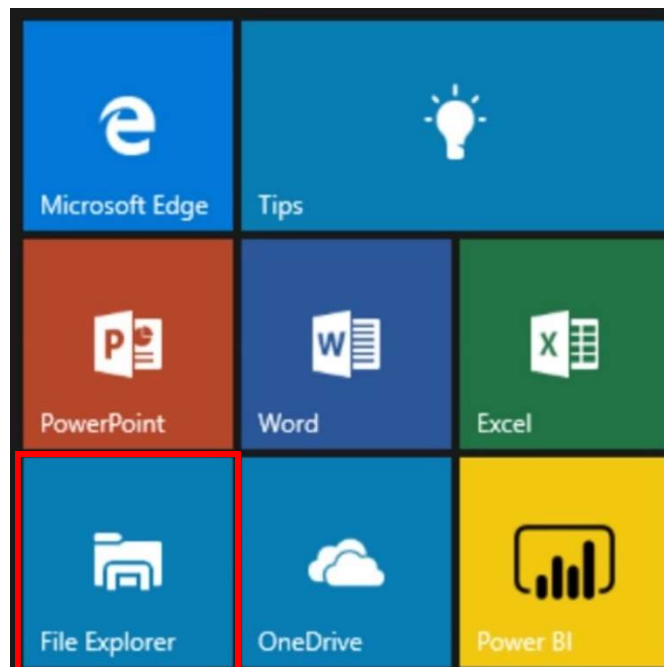 Microsoft Edge
Tips
P
PowerPoint
W
Word
X
Excel
File Explorer
OneDrive
Power BI